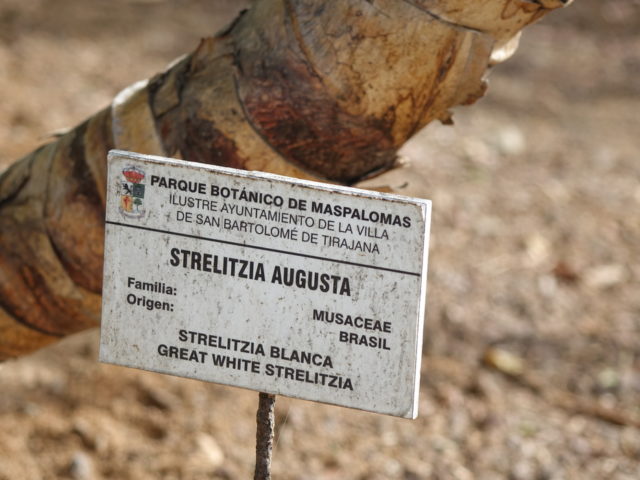 PARQUE BOTÁNICO DE MASPALOMAS
ILUSTRE AYUNTAMIENTO DE LA VILLA
DE SAN BARTOLOMÉ DE TIRAJANA
STRELITZIA AUGUSTA
Familia: MUSACEAE
Origen: BRASIL
STRELITZIA BLANCA
GREAT WHITE STRELITZIA